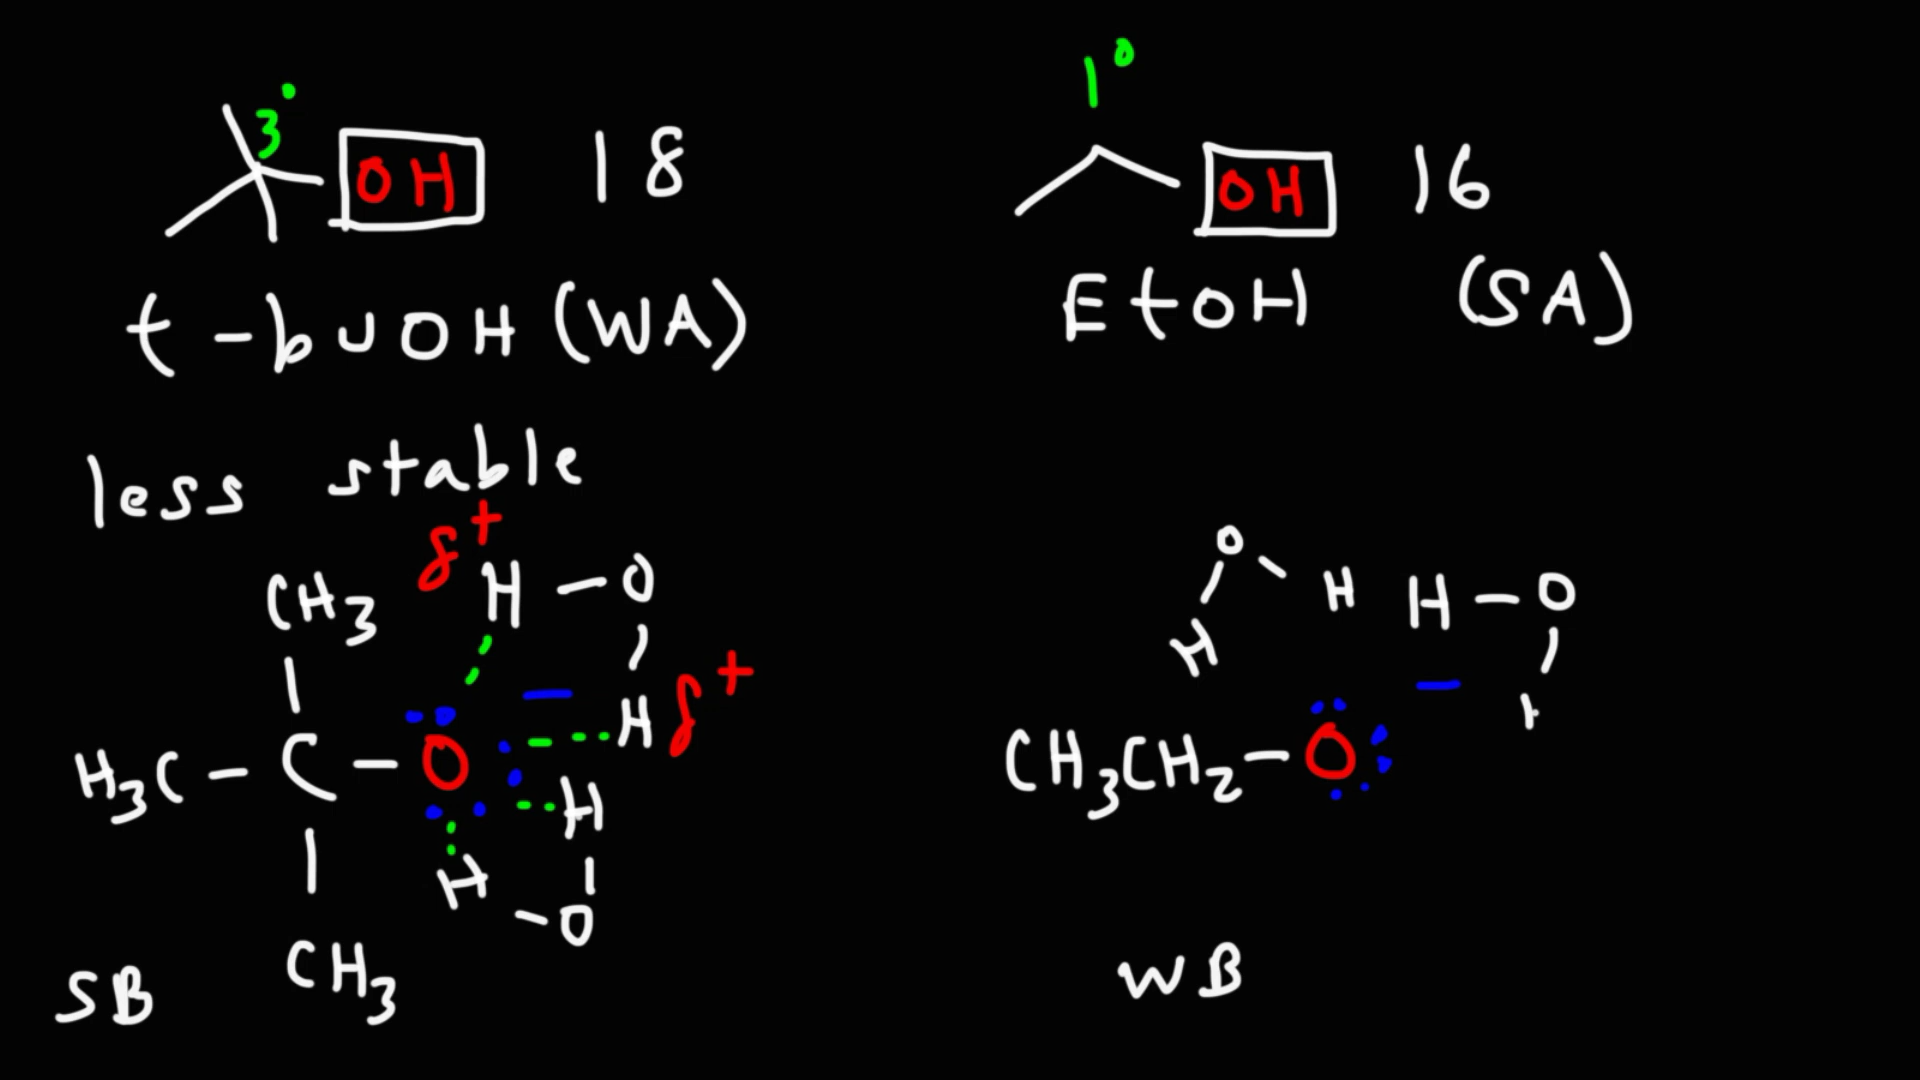 3° OH 18
1° OH 16
t-buOH (WA)
EtOH (SA)
less stable
δ+ H-O
H δ+
CH3
H3C-C-O −
H
H-O
CH3
SB
O
H H
H-O
CH3CH2-O −
WB